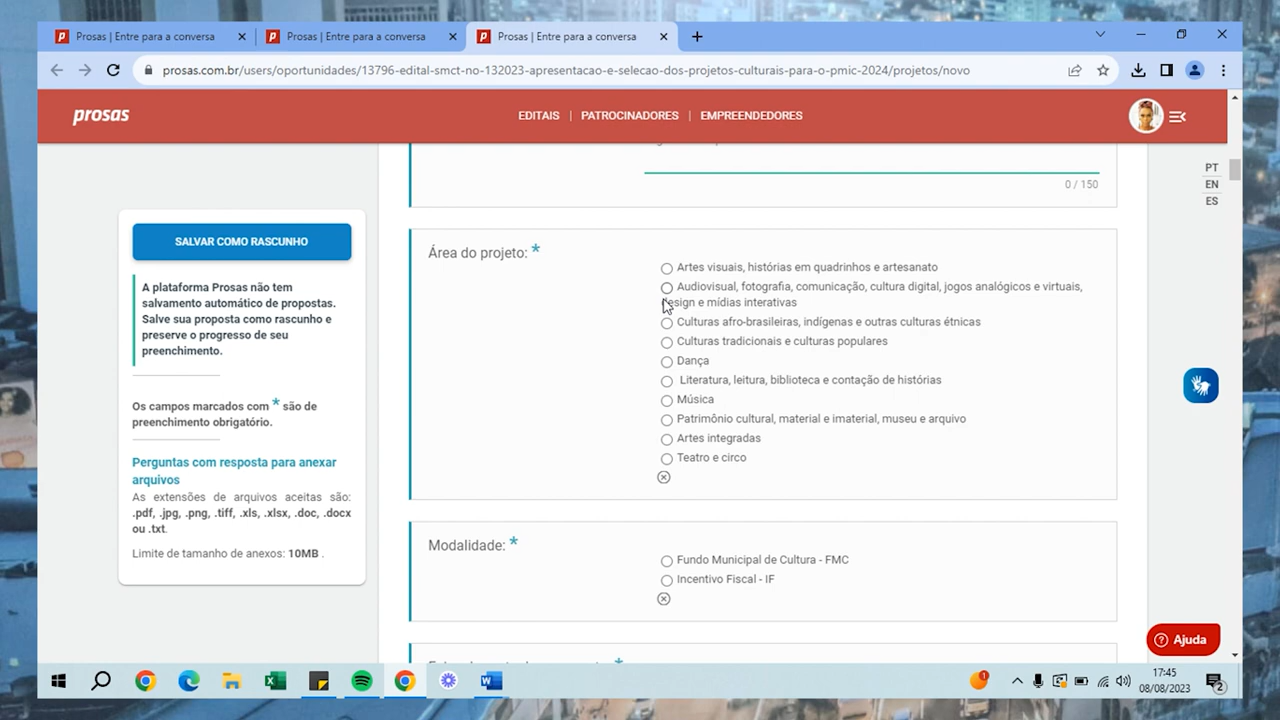 Prosas | Entre para a conversa
Prosas | Entre para a conversa
Prosas | Entre para a conversa
prosas.com.br/users/oportunidades/13796-edital-smct-no-132023-apresentacao-e-selecao-dos-projetos-culturais-para-o-pmic-2024/projetos/novo
prosas
EDITAIS | PATROCINADORES | EMPREENDEDORES
PT
EN
ES
0 / 150
SALVAR COMO RASCUNHO
A plataforma Prosas não tem
salvamento automático de propostas.
Salve sua proposta como rascunho e
preserve o progresso de seu
preenchimento.
Os campos marcados com * são de
preenchimento obrigatório.
Perguntas com resposta para anexar
arquivos
As extensões de arquivos aceitas são:
.pdf, .jpg, .png, .tiff, .xls, .xlsx, .doc, .docx
ou .txt.
Limite de tamanho de anexos: 10MB .
Área do projeto: *
Artes visuais, histórias em quadrinhos e artesanato
Audiovisual, fotografia, comunicação, cultura digital, jogos analógicos e virtuais,
design e mídias interativas
Culturas afro-brasileiras, indígenas e outras culturas étnicas
Culturas tradicionais e culturas populares
Dança
Literatura, leitura, biblioteca e contação de histórias
Música
Patrimônio cultural, material e imaterial, museu e arquivo
Artes integradas
Teatro e circo
Modalidade: *
Fundo Municipal de Cultura - FMC
Incentivo Fiscal - IF
Ajuda
1
17:45
08/08/2023
2